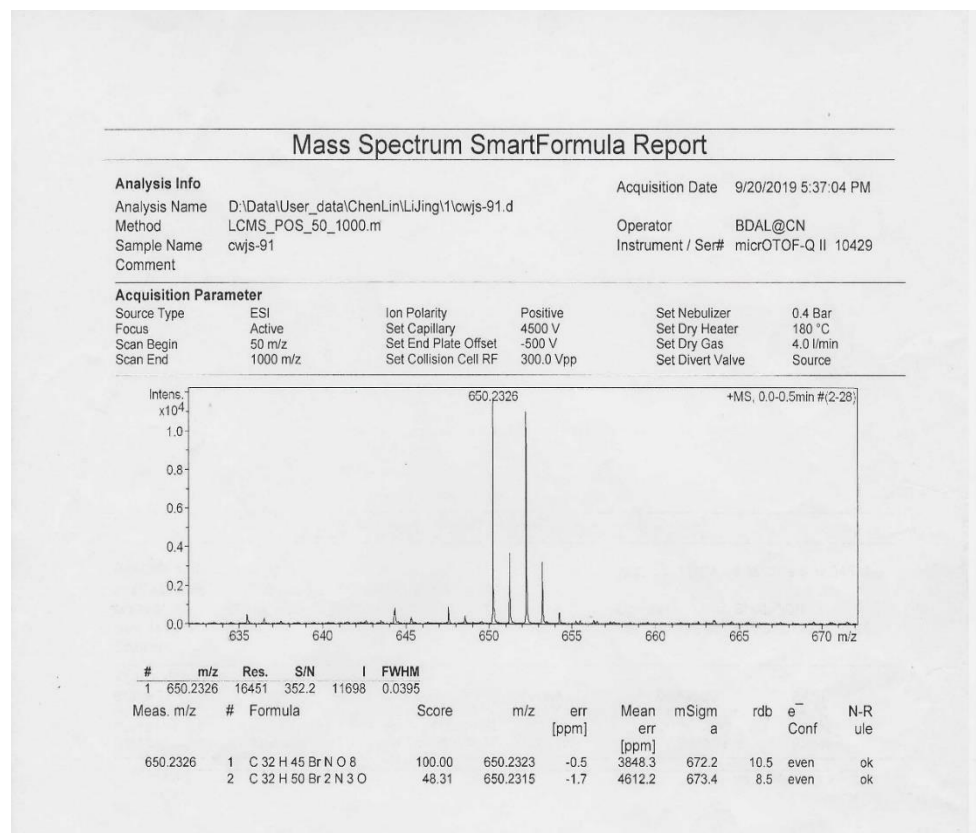 Mass Spectrum SmartFormula Report
Analysis Info
Acquisition Date 9/20/2019 5:37:04 PM
Analysis Name D:\Data\User_data\ChenLin\LiJing\1\cwjs-91.d
Method LCMS_POS_50_1000.m
Operator BDAL@CN
Sample Name cwjs-91
Instrument / Ser# micrOTOF-Q II 10429
Comment
Acquisition Parameter
Source Type ESI Ion Polarity Positive Set Nebulizer 0.4 Bar
Focus Active Set Capillary 4500 V Set Dry Heater 180 °C
Scan Begin 50 m/z Set End Plate Offset -500 V Set Dry Gas 4.0 l/min
Scan End 1000 m/z Set Collision Cell RF 300.0 Vpp Set Divert Valve Source
Intens.
x10⁴
650.2326
+MS, 0.0-0.5min #(2-28)
1.0
0.8
0.6
0.4
0.2
0.0
635 640 645 650 655 660 665 670 m/z
# m/z Res. S/N I FWHM
1 650.2326 16451 352.2 11698 0.0395
Meas. m/z # Formula Score m/z err [ppm] Mean err [ppm] mSigm a rdb e⁻ Conf N-R ule
650.2326 1 C 32 H 45 Br N O 8 100.00 650.2323 -0.5 3848.3 672.2 10.5 even ok
2 C 32 H 50 Br 2 N 3 O 48.31 650.2315 -1.7 4612.2 673.4 8.5 even ok